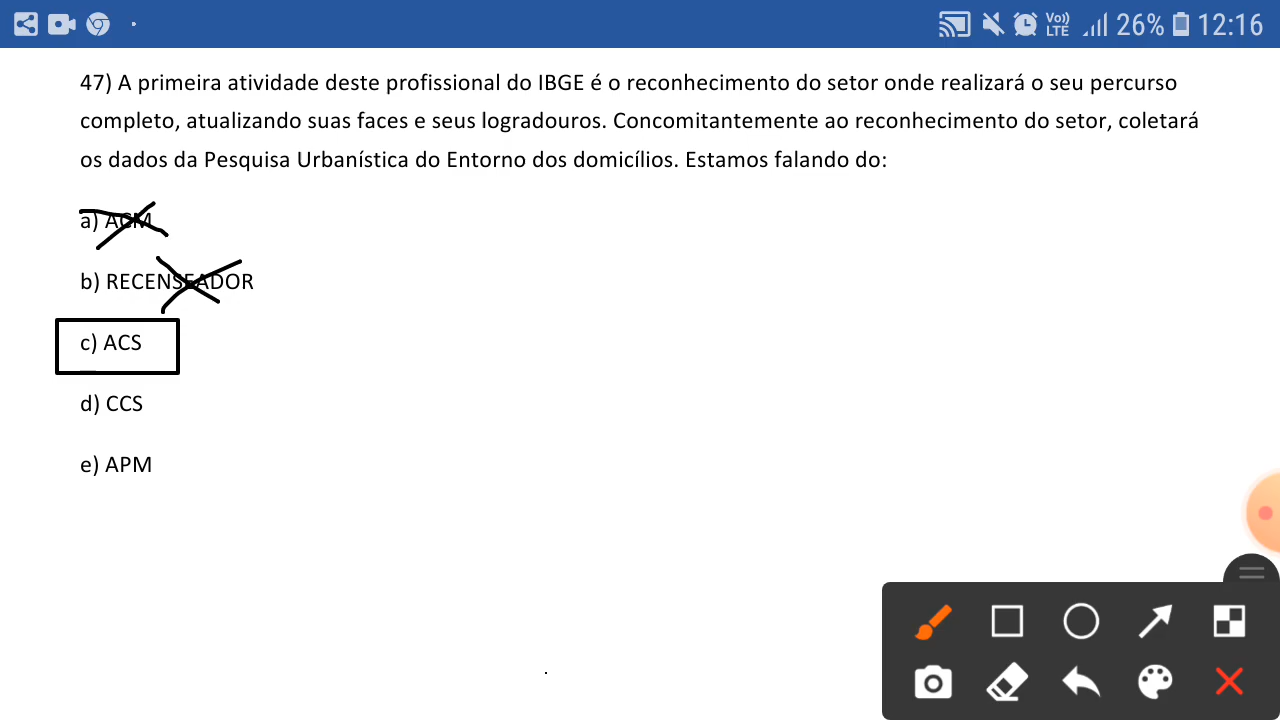 Vo)) LTE 26% 12:16
47) A primeira atividade deste profissional do IBGE é o reconhecimento do setor onde realizará o seu percurso
completo, atualizando suas faces e seus logradouros. Concomitantemente ao reconhecimento do setor, coletará
os dados da Pesquisa Urbanística do Entorno dos domicílios. Estamos falando do:
a) ACM
b) RECENSEADOR
c) ACS
d) CCS
e) APM